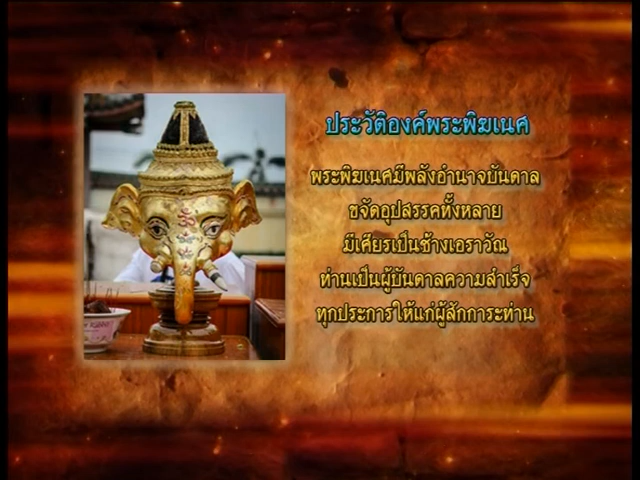 ประวัติองค์พระพิฆเนศ
พระพิฆเนศมีพลังอำนาจบันดาล
ขจัดอุปสรรคทั้งหลาย
มีเศียรเป็นช้างเอราวัณ
ท่านเป็นผู้บันดาลความสำเร็จ
ทุกประการให้แก่ผู้สักการะท่าน